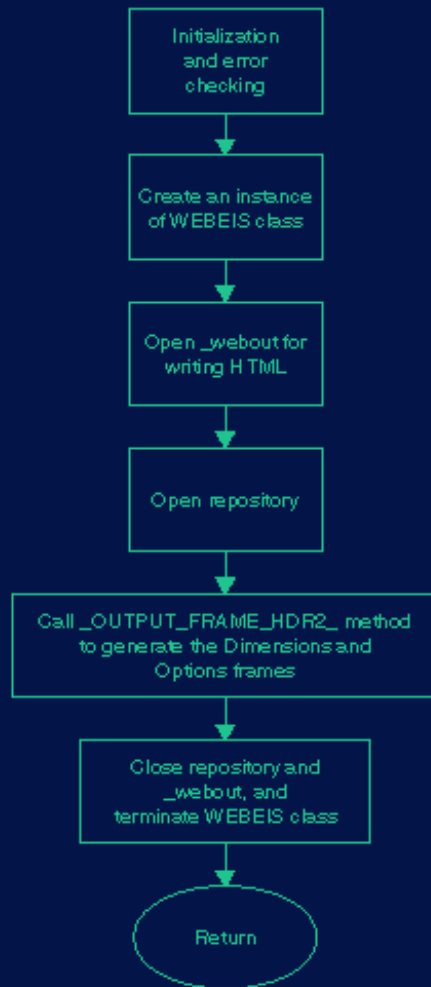 Initialization
and error
checking
Create an instance
of WEBEIS class
Open _webout for
writing HTML
Open repository
Call _OUTPUT_FRAME_HDR2_ method
to generate the Dimensions and
Options frames
Close repository and
_webout, and
terminate WEBEIS class
Return